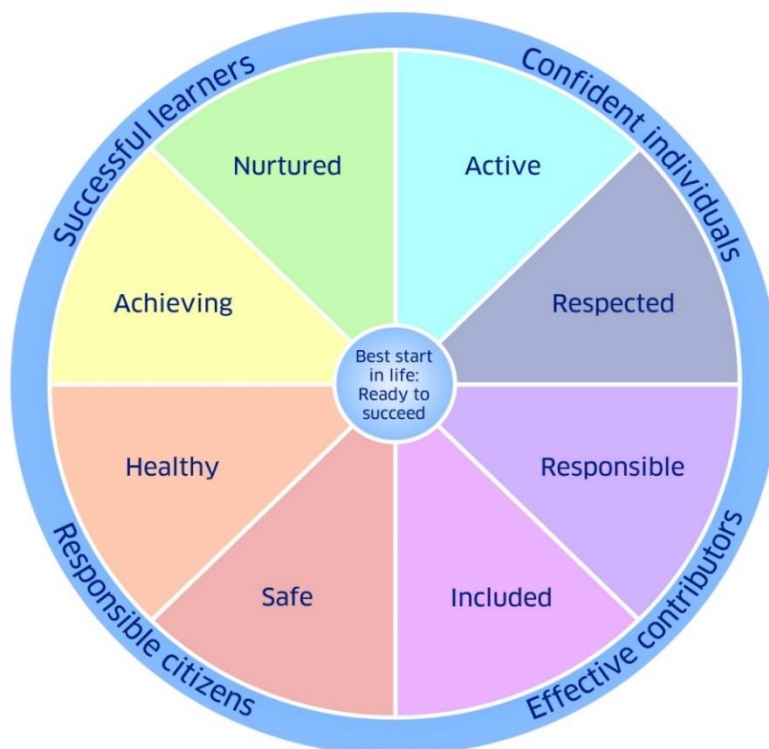 Successful learners
Confident individuals
Nurtured
Active
Achieving
Respected
Best start
in life:
Ready to
succeed
Healthy
Responsible
Safe
Included
Responsible citizens
Effective contributors